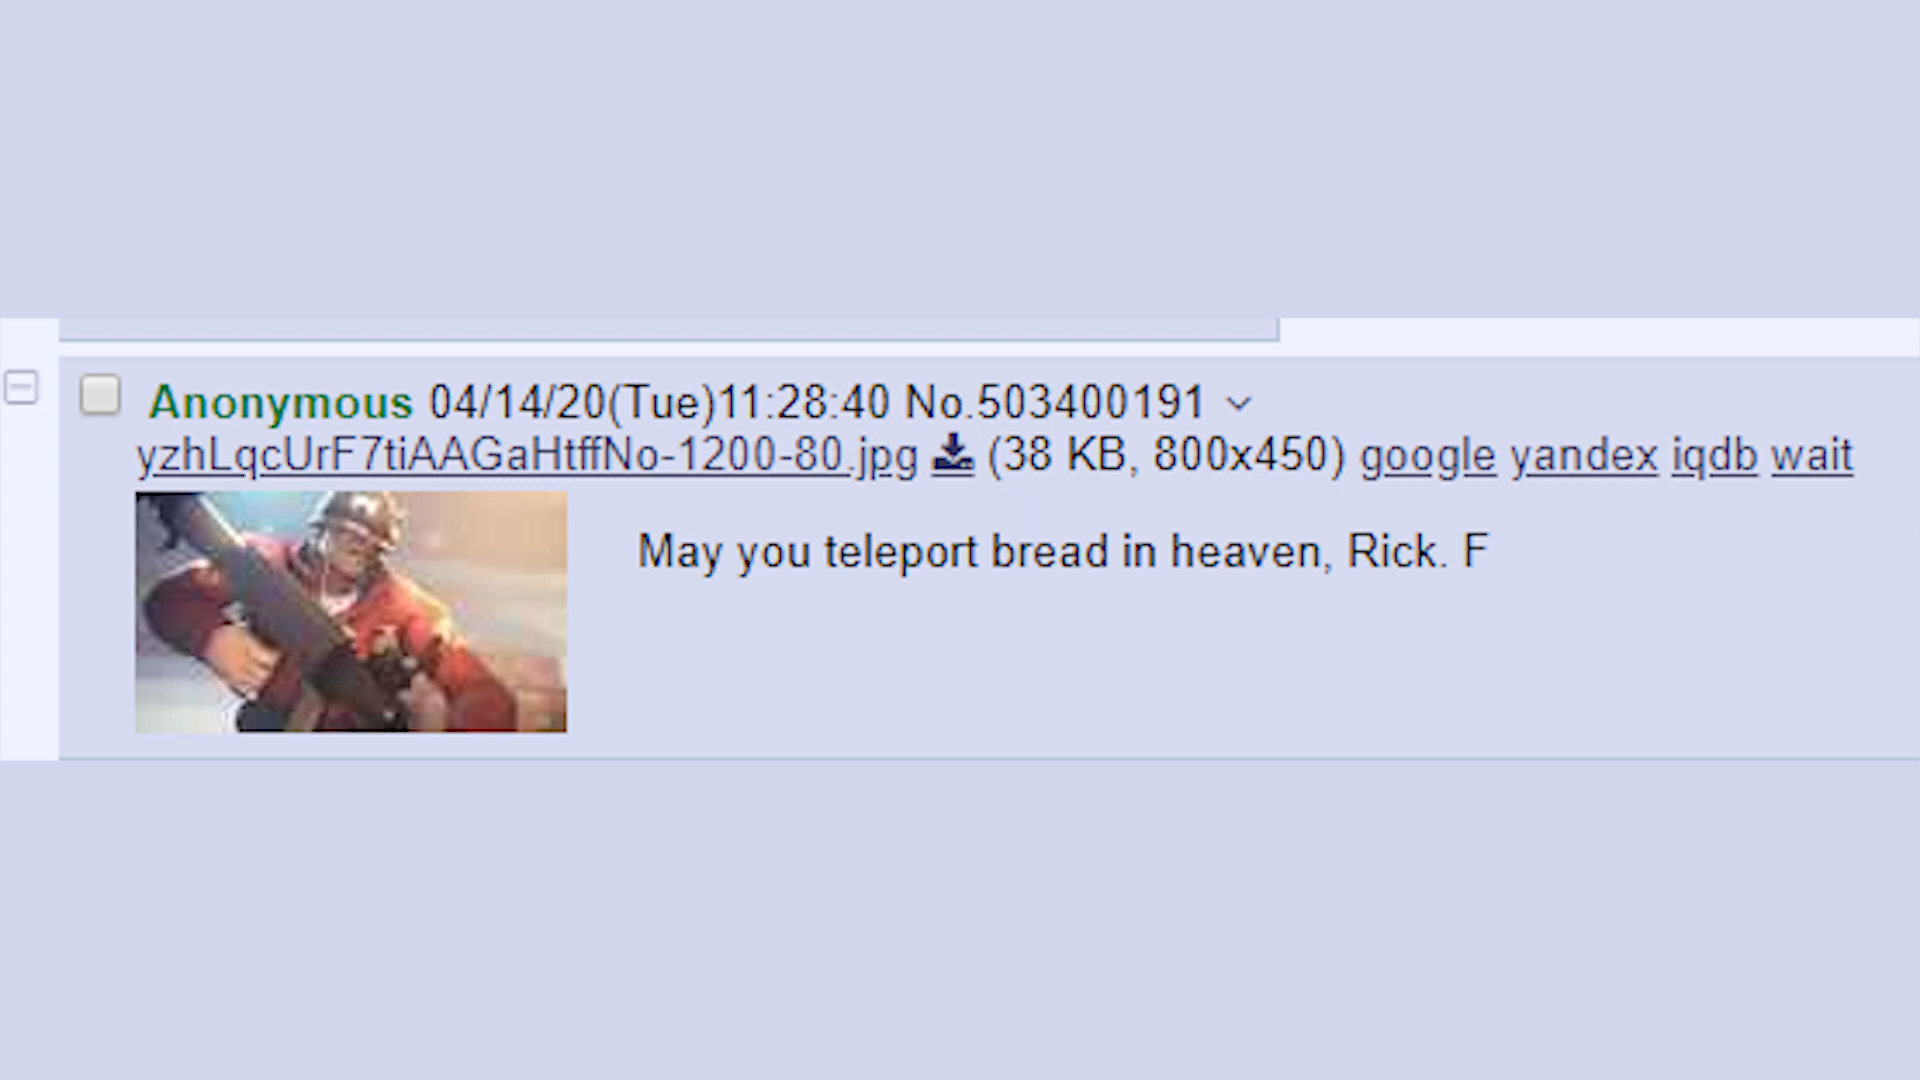 Anonymous 04/14/20(Tue)11:28:40 No.503400191
yzhLqcUrF7tiAAGaHtffNo-1200-80.jpg (38 KB, 800x450) google yandex iqdb wait
May you teleport bread in heaven, Rick. F